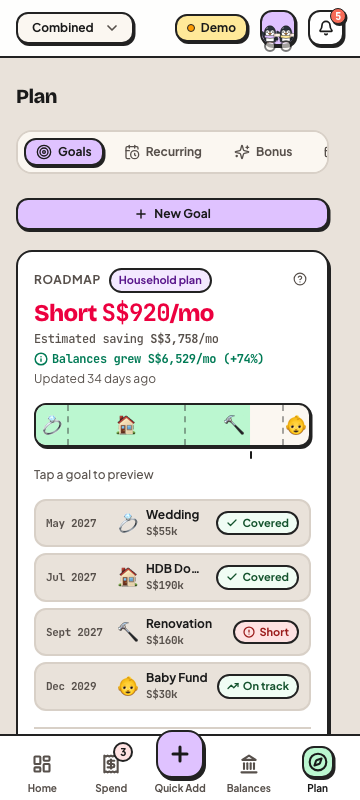 Combined
Demo
5
Plan
Goals
Recurring
Bonus
+ New Goal
ROADMAP
Household plan
Short S$920/mo
Estimated saving S$3,758/mo
Balances grew S$6,529/mo (+74%)
Updated 34 days ago
Tap a goal to preview
May 2027
Wedding
S$55k
Covered
Jul 2027
HDB Do...
S$190k
Covered
Sept 2027
Renovation
S$160k
Short
Dec 2029
Baby Fund
S$30k
On track
3
Home
Spend
Quick Add
Balances
Plan